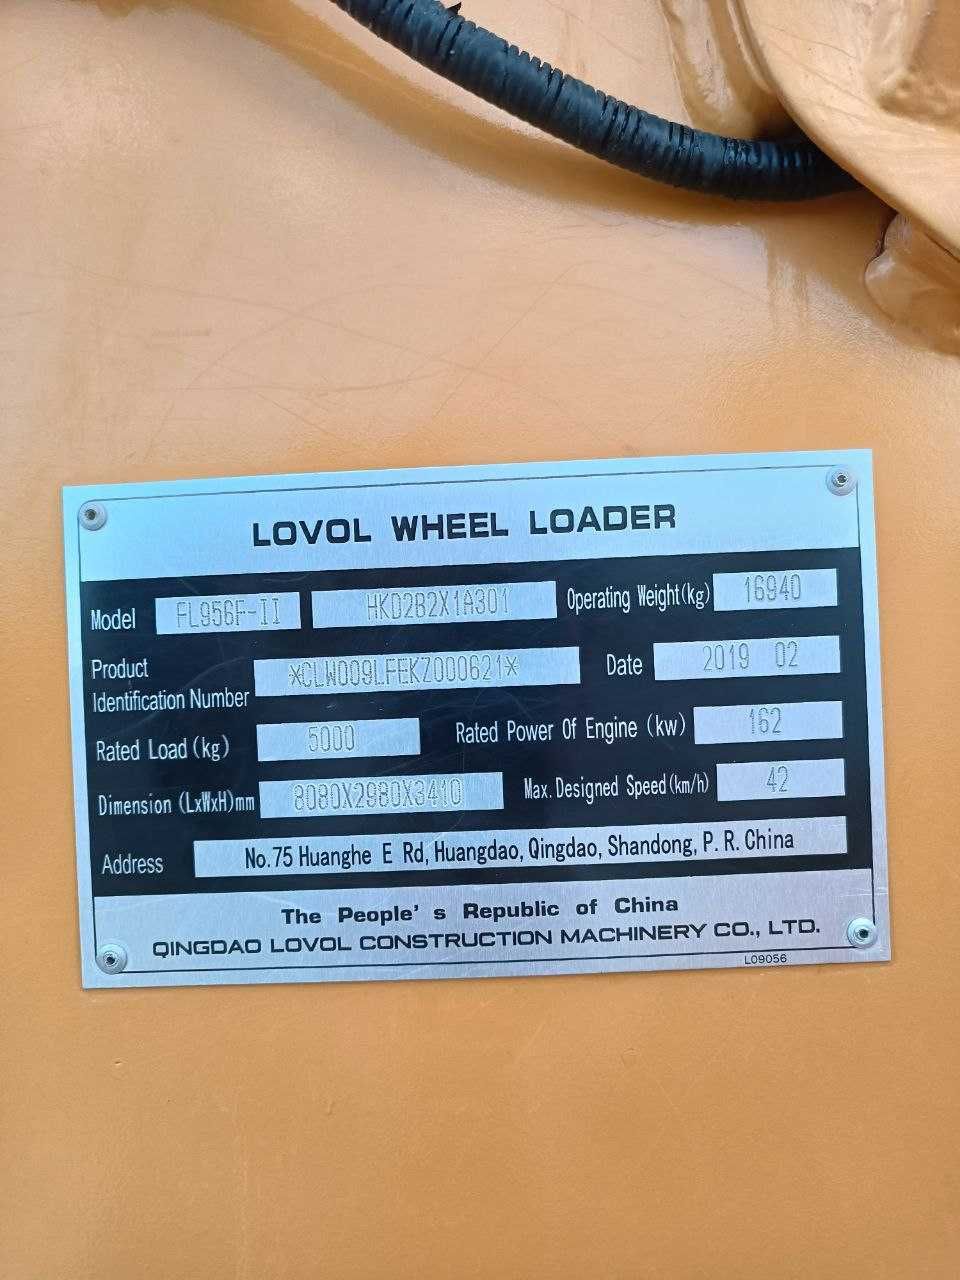 LOVOL WHEEL LOADER
Model FL956F-II HKD2B2X1A301 Operating Weight(kg) 16940
Product
Identification Number *CLW009LFEKZ000621* Date 2019 02
Rated Load(kg) 5000 Rated Power Of Engine (kw) 162
Dimension (LxWxH)mm 8080X2980X3410 Max. Designed Speed(km/h) 42
Address No.75 Huanghe E Rd, Huangdao, Qingdao, Shandong, P. R. China
The People' s Republic of China
QINGDAO LOVOL CONSTRUCTION MACHINERY CO., LTD.
L09056